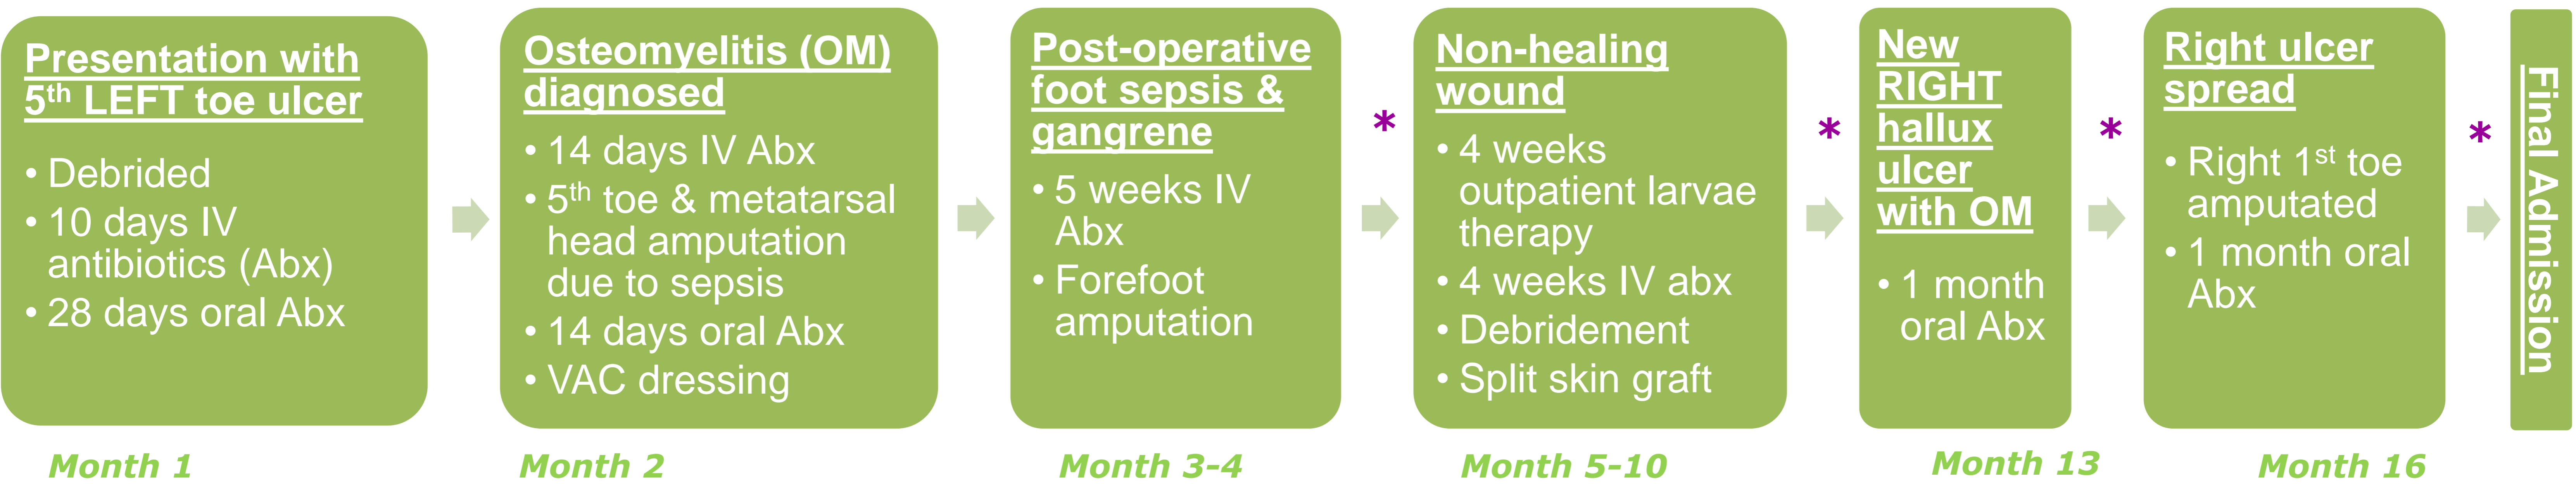 Presentation with
5th LEFT toe ulcer
• Debrided
• 10 days IV
antibiotics (Abx)
• 28 days oral Abx
Month 1
Osteomyelitis (OM)
diagnosed
• 14 days IV Abx
• 5th toe & metatarsal
head amputation
due to sepsis
• 14 days oral Abx
• VAC dressing
Month 2
Post-operative
foot sepsis &
gangrene
• 5 weeks IV
Abx
• Forefoot
amputation
Month 3-4
*
Non-healing
wound
• 4 weeks
outpatient larvae
therapy
• 4 weeks IV abx
• Debridement
• Split skin graft
Month 5-10
*
New
RIGHT
hallux
ulcer
with OM
• 1 month
oral Abx
Month 13
*
Right ulcer
spread
• Right 1st toe
amputated
• 1 month oral
Abx
Month 16
*
Final Admission